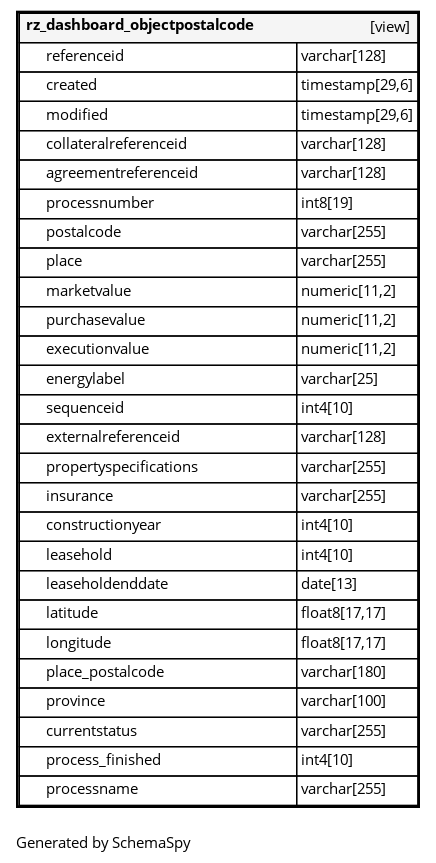 rz_dashboard_objectpostalcode [view]
referenceid varchar[128]
created timestamp[29,6]
modified timestamp[29,6]
collateralreferenceid varchar[128]
agreementreferenceid varchar[128]
processnumber int8[19]
postalcode varchar[255]
place varchar[255]
marketvalue numeric[11,2]
purchasevalue numeric[11,2]
executionvalue numeric[11,2]
energylabel varchar[25]
sequenceid int4[10]
externalreferenceid varchar[128]
propertyspecifications varchar[255]
insurance varchar[255]
constructionyear int4[10]
leasehold int4[10]
leaseholdenddate date[13]
latitude float8[17,17]
longitude float8[17,17]
place_postalcode varchar[180]
province varchar[100]
currentstatus varchar[255]
process_finished int4[10]
processname varchar[255]
Generated by SchemaSpy